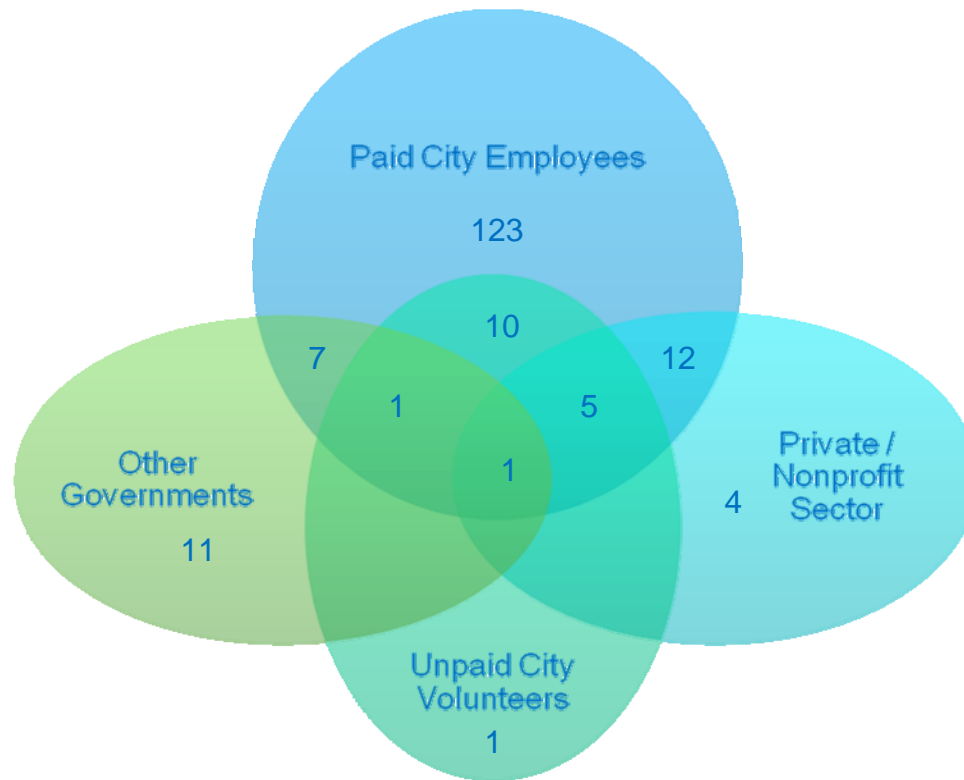 Paid City Employees
123
10
7
12
1
5
Other
Governments
11
1
Private /
Nonprofit
Sector
4
Unpaid City
Volunteers
1